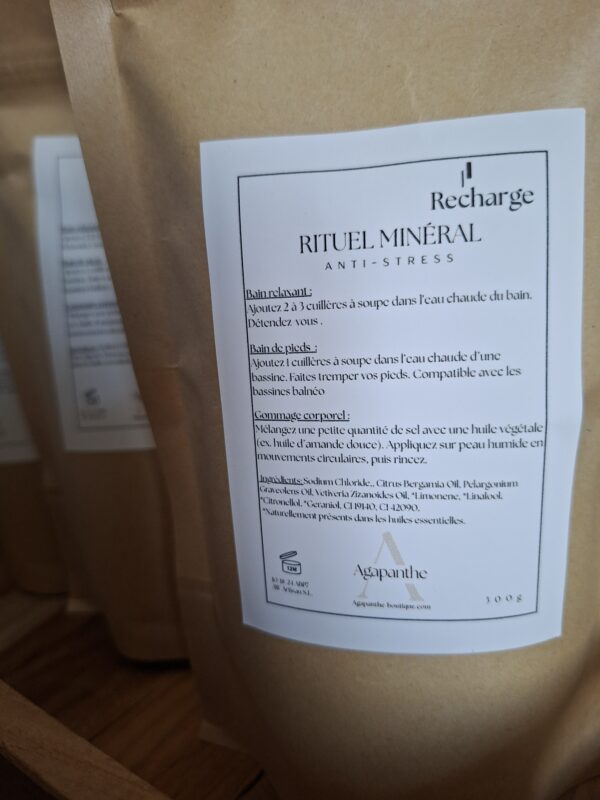 Recharge
RITUEL MINÉRAL
ANTI-STRESS
Bain relaxant :
Ajoutez 2 à 3 cuillères à soupe dans l'eau chaude du bain.
Détendez vous .
Bain de pieds :
Ajoutez 1 cuillères à soupe dans l'eau chaude d'une
bassine. Faites tremper vos pieds. Compatible avec les
bassines balnéo
Gommage corporel :
Mélangez une petite quantité de sel avec une huile végétale
(ex. huile d'amande douce). Appliquez sur peau humide en
mouvements circulaires, puis rincez.
Ingrédients: Sodium Chloride,, Citrus Bergamia Oil, Pelargonium
Graveolens Oil, Vetiveria Zizanoides Oil, *Limonene, *Linalool,
*Citronellol, *Geraniol, CI 19140, CI 42090,
*Naturellement présents dans les huiles essentielles.
12M
A
Agapanthe
Agapanthe-boutique.com
300g